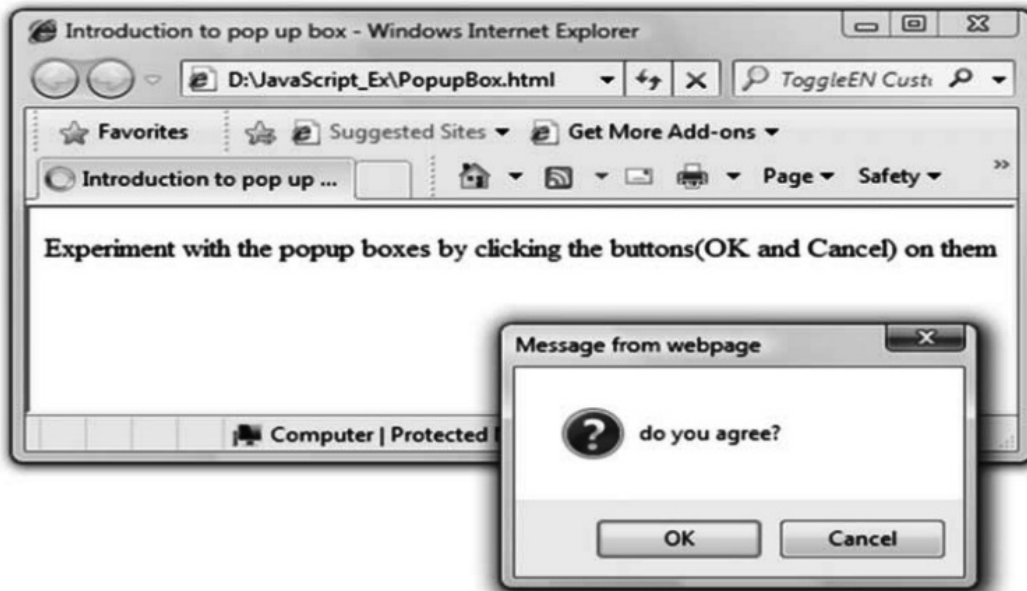 Introduction to pop up box - Windows Internet Explorer
D:\JavaScript_Ex\PopupBox.html
ToggleEN Custo
Favorites
Suggested Sites
Get More Add-ons
Introduction to pop up ...
Page
Safety
»
Experiment with the popup boxes by clicking the buttons(OK and Cancel) on them
Message from webpage
? do you agree?
Computer | Protected
OK
Cancel